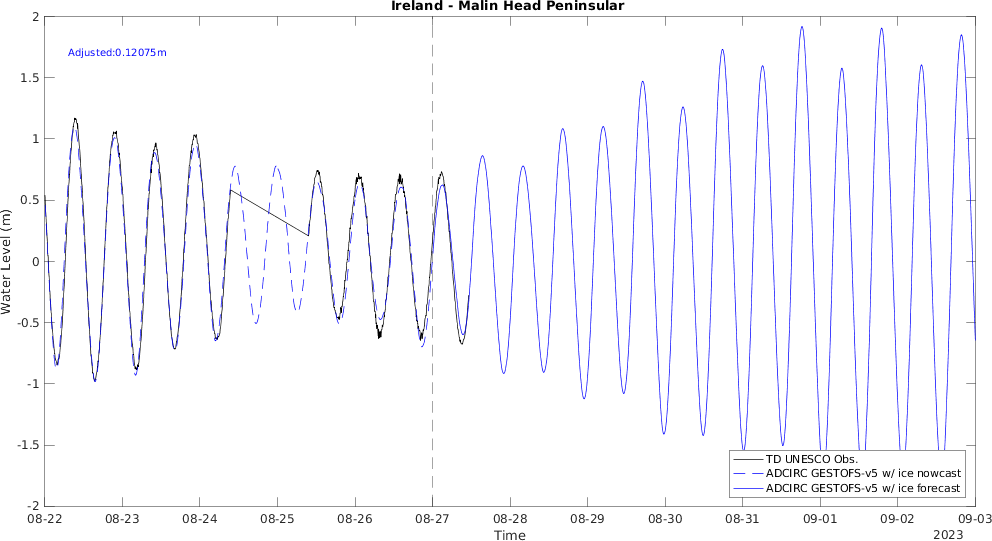 Ireland - Malin Head Peninsular
2
1.5
1
0.5
0
-0.5
-1
-1.5
-2
Water Level (m)
Adjusted:0.12075m
TD UNESCO Obs.
ADCIRC GESTOFS-v5 w/ ice nowcast
ADCIRC GESTOFS-v5 w/ ice forecast
08-22 08-23 08-24 08-25 08-26 08-27 08-28 08-29 08-30 08-31 09-01 09-02 09-03
Time
2023